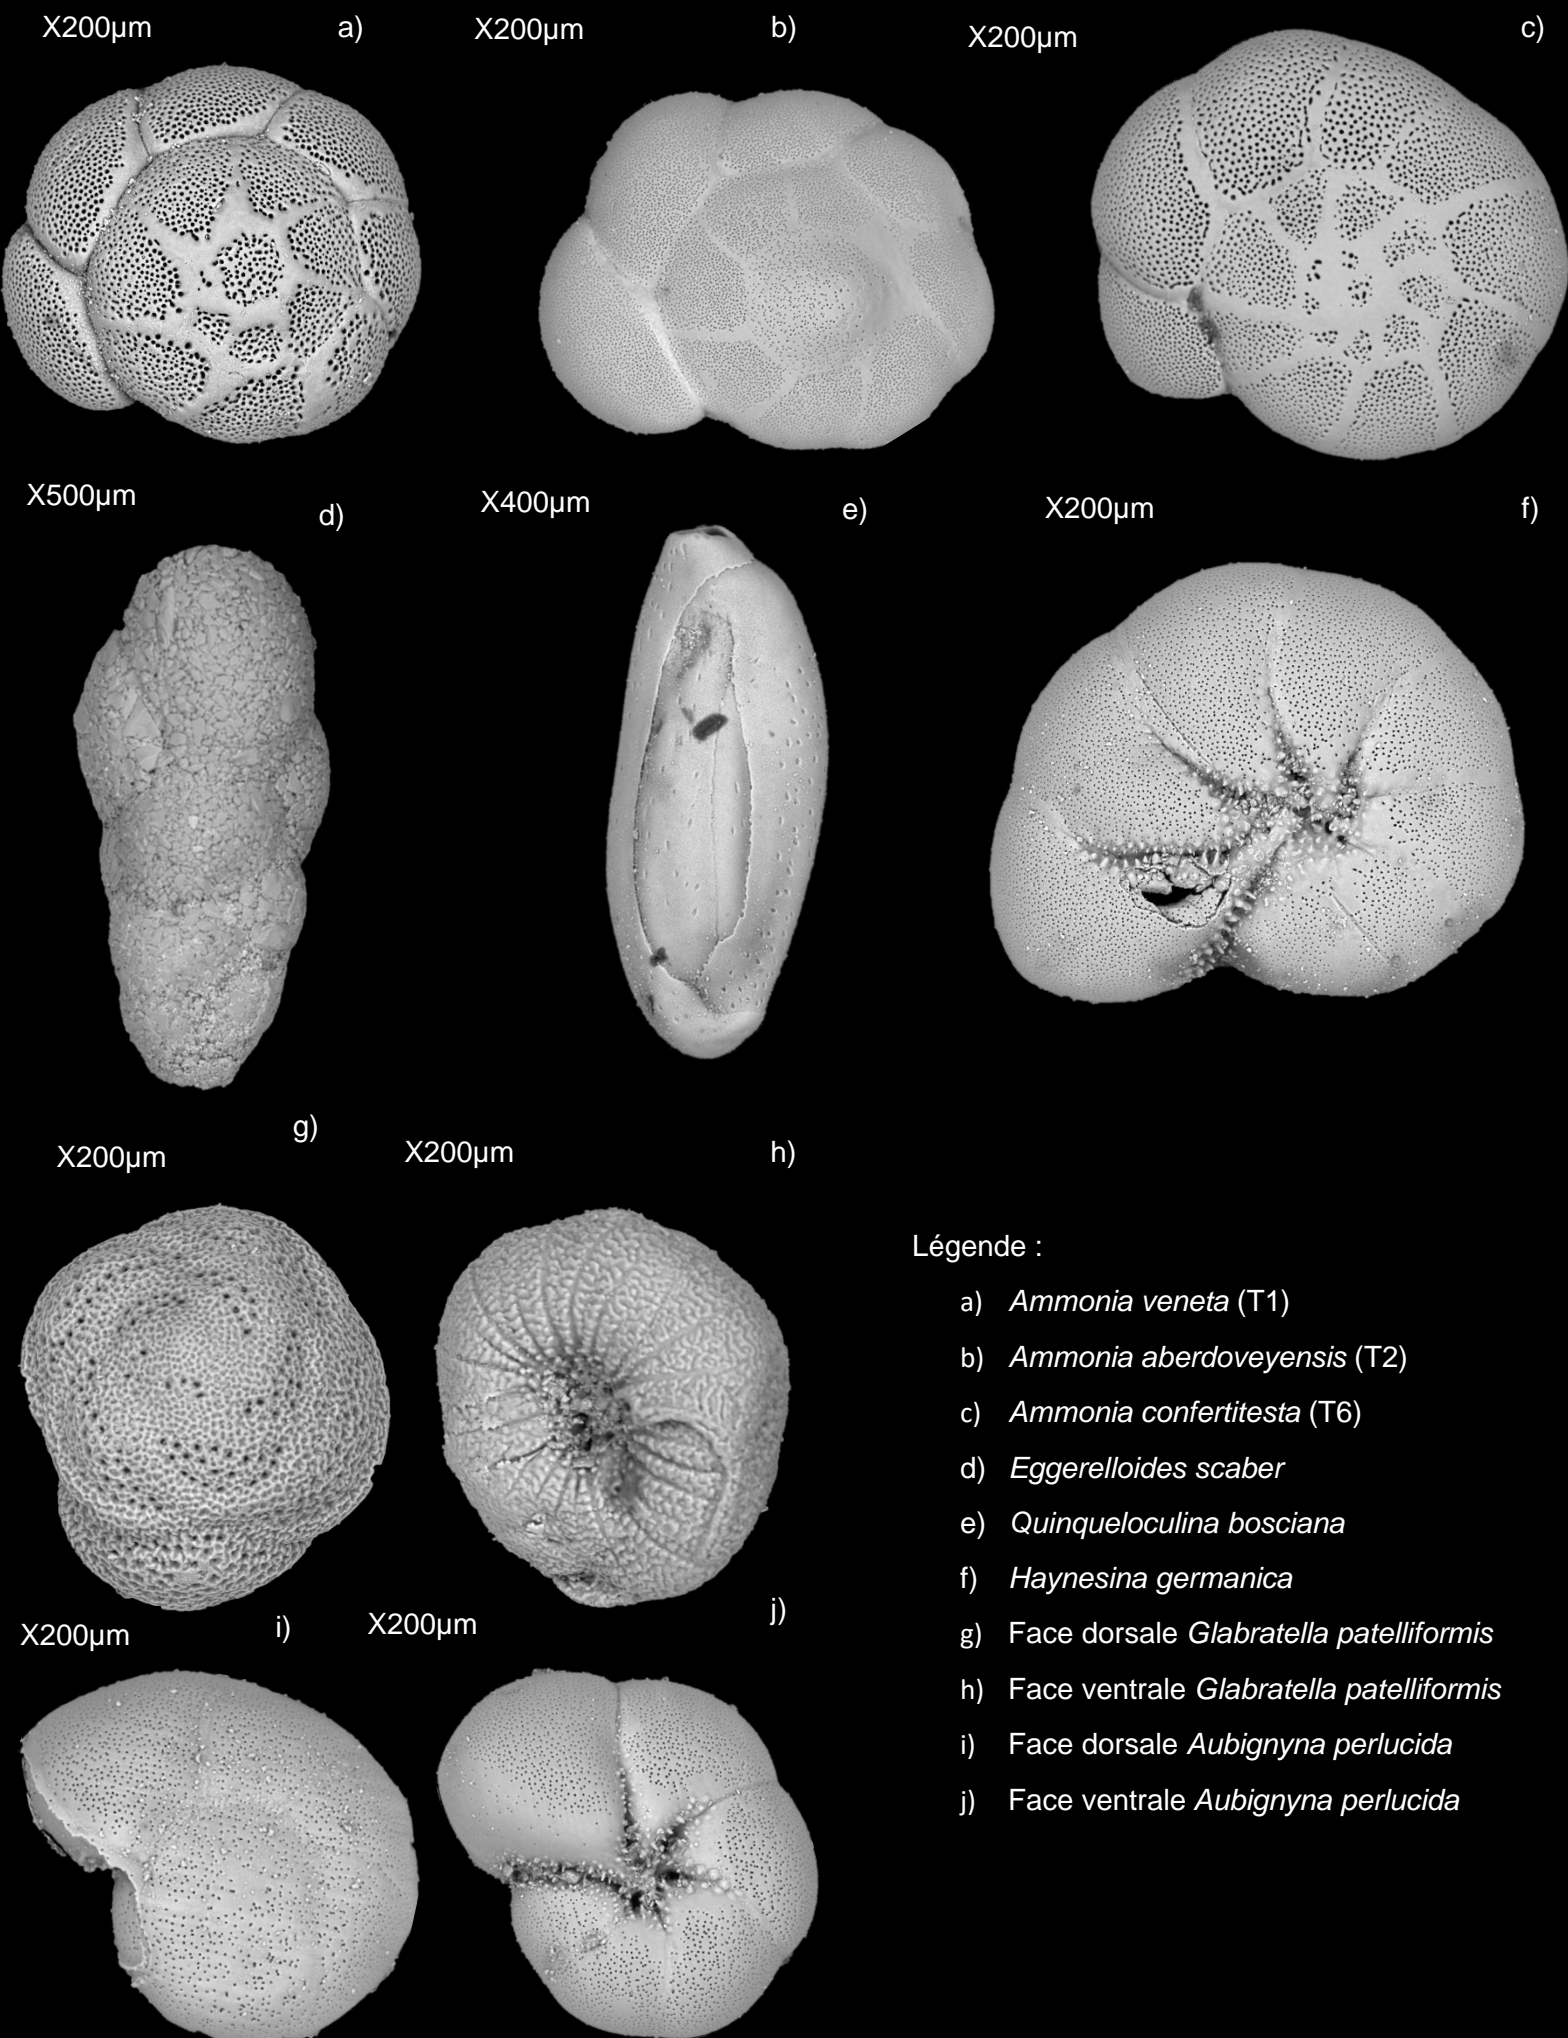 X200µm a) X200µm b) X200µm c)
X500µm d) X400µm e) X200µm f)
g)
X200µm X200µm h)
X200µm i) X200µm j)
Légende :
a) Ammonia veneta (T1)
b) Ammonia aberdoveyensis (T2)
c) Ammonia confertitesta (T6)
d) Eggerelloides scaber
e) Quinqueloculina bosciana
f) Haynesina germanica
g) Face dorsale Glabratella patelliformis
h) Face ventrale Glabratella patelliformis
i) Face dorsale Aubignyna perlucida
j) Face ventrale Aubignyna perlucida